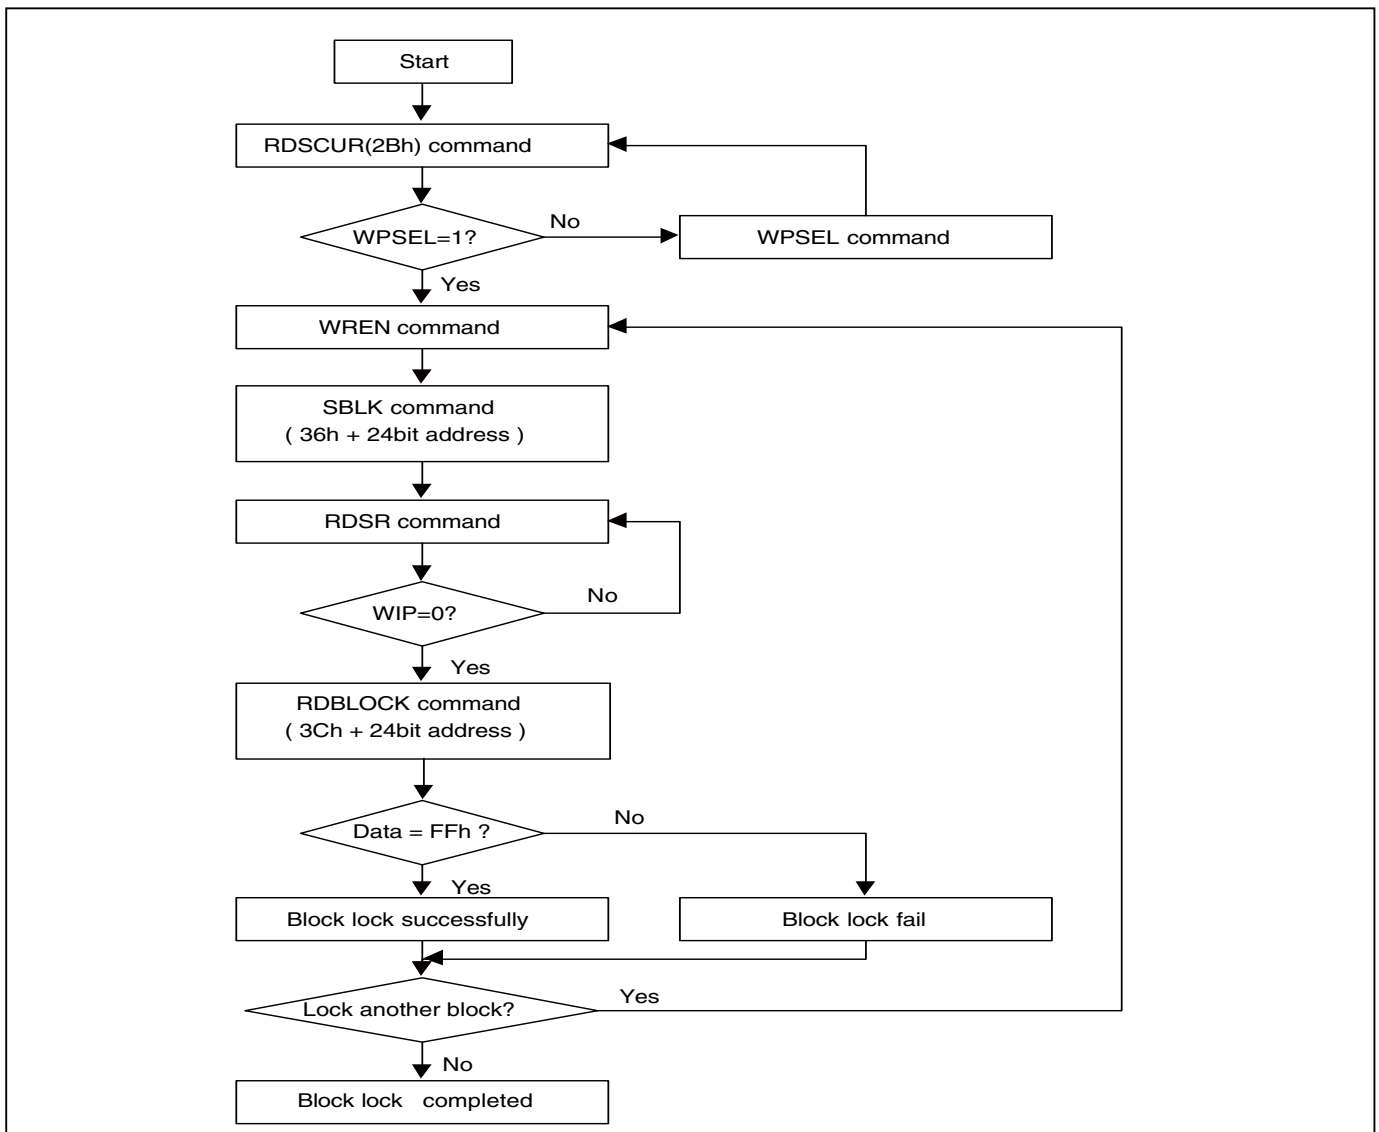 Start
RDSCUR(2Bh) command
WPSEL=1?
No
WPSEL command
Yes
WREN command
SBLK command
( 36h + 24bit address )
RDSR command
WIP=0?
No
Yes
RDBLOCK command
( 3Ch + 24bit address )
Data = FFh ?
No
Yes
Block lock successfully
Block lock fail
Lock another block?
Yes
No
Block lock completed